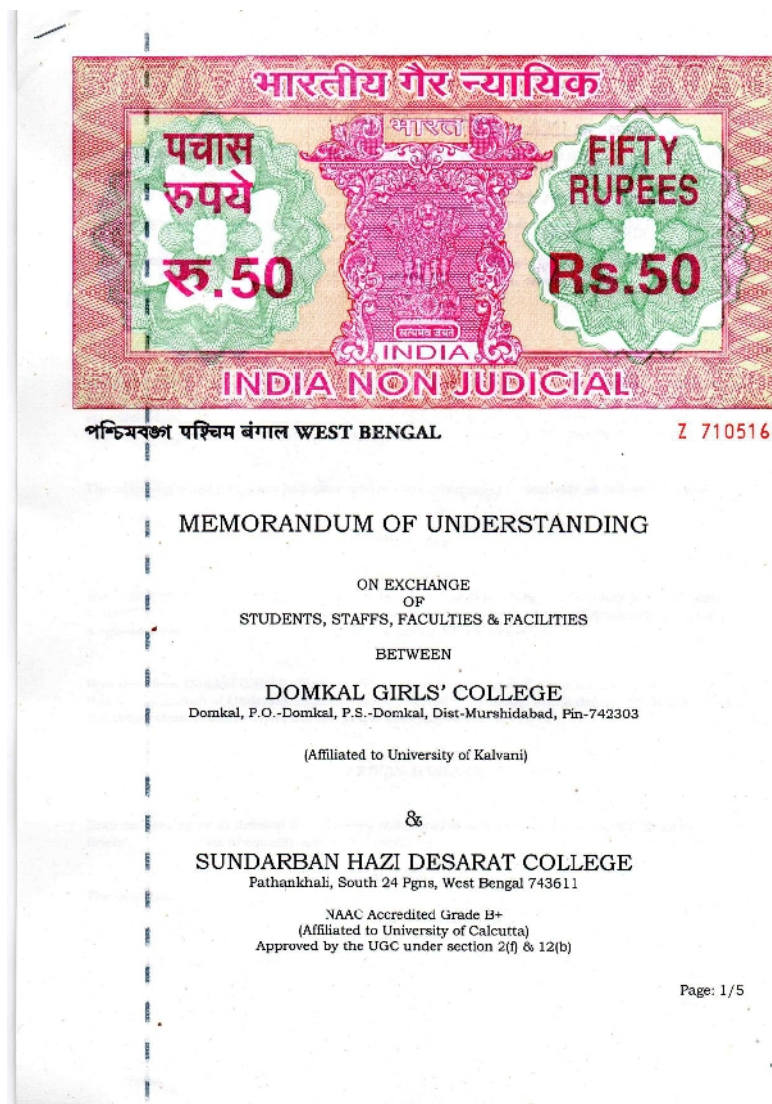 भारतीय गैर न्यायिक
भारत
पचास
रुपये
रु.50
FIFTY
RUPEES
Rs.50
सत्यमेव जयते
INDIA
INDIA NON JUDICIAL
পশ্চিমবঙ্গ पश्चिम बंगाल WEST BENGAL
Z 710516
MEMORANDUM OF UNDERSTANDING
ON EXCHANGE
OF
STUDENTS, STAFFS, FACULTIES & FACILITIES
BETWEEN
DOMKAL GIRLS' COLLEGE
Domkal, P.O.-Domkal, P.S.-Domkal, Dist-Murshidabad, Pin-742303
(Affiliated to University of Kalyani)
&
SUNDARBAN HAZI DESARAT COLLEGE
Pathankhali, South 24 Pgns, West Bengal 743611
NAAC Accredited Grade B+
(Affiliated to University of Calcutta)
Approved by the UGC under section 2(f) & 12(b)
Page: 1/5